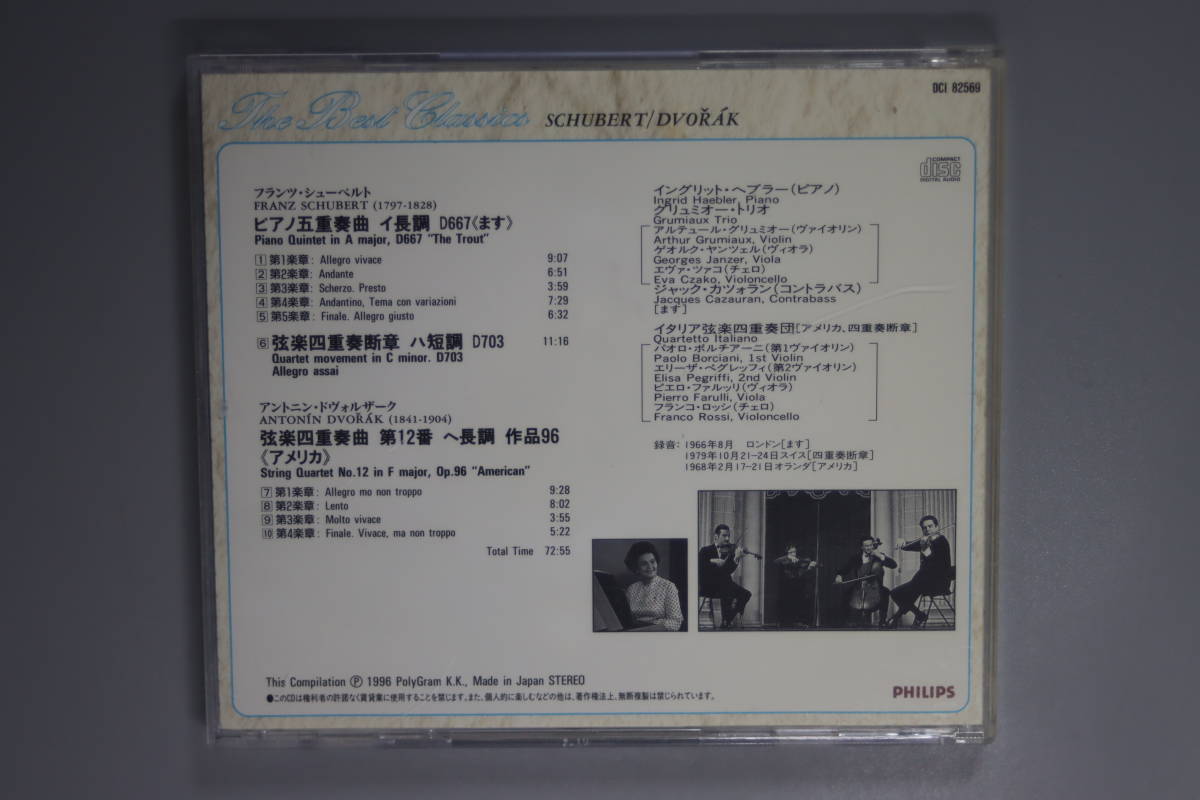 DCI 82569
The Best Classics SCHUBERT/DVOŘÁK
COMPACT
disc
DIGITAL AUDIO
フランツ・シューベルト
FRANZ SCHUBERT (1797-1828)
ピアノ五重奏曲 イ長調 D667《ます》
Piano Quintet in A major, D667 "The Trout"
1 第1楽章: Allegro vivace 9:07
2 第2楽章: Andante 6:51
3 第3楽章: Scherzo. Presto 3:59
4 第4楽章: Andantino, Tema con variazioni 7:29
5 第5楽章: Finale. Allegro giusto 6:32
6 弦楽四重奏断章 ハ短調 D703 11:16
Quartet movement in C minor. D703
Allegro assai
アントニン・ドヴォルザーク
ANTONÍN DVOŘÁK (1841-1904)
弦楽四重奏曲 第12番 ヘ長調 作品96
《アメリカ》
String Quartet No.12 in F major, Op.96 "American"
7 第1楽章: Allegro mo non troppo 9:28
8 第2楽章: Lento 8:02
9 第3楽章: Molto vivace 3:55
10 第4楽章: Finale. Vivace, ma non troppo 5:22
Total Time 72:55
イングリット・ヘブラー(ピアノ)
Ingrid Haebler, Piano
グリュミオー・トリオ
Grumiaux Trio
アルテュール・グリュミオー(ヴァイオリン)
Arthur Grumiaux, Violin
ゲオルク・ヤンツェル(ヴィオラ)
Georges Janzer, Viola
エヴァ・ツァコ(チェロ)
Eva Czako, Violoncello
ジャック・カツォラン(コントラバス)
Jacques Cazauran, Contrabass
[ます]
イタリア弦楽四重奏団[アメリカ、四重奏断章]
Quartetto Italiano
パオロ・ボルチアーニ(第1ヴァイオリン)
Paolo Borciani, 1st Violin
エリーザ・ペグレッフィ(第2ヴァイオリン)
Elisa Pegriffi, 2nd Violin
ピエロ・ファルッリ(ヴィオラ)
Pierro Farulli, Viola
フランコ・ロッシ(チェロ)
Franco Rossi, Violoncello
録音: 1966年8月 ロンドン[ます]
1979年10月21-24日スイス[四重奏断章]
1968年2月17-21日オランダ[アメリカ]
This Compilation Ⓟ 1996 PolyGram K.K., Made in Japan STEREO
●このCDは権利者の許諾なく賃貸業に使用することを禁じます。また、個人的に楽しむなどの他は、著作権法上、無断複製は禁じられています。
PHILIPS